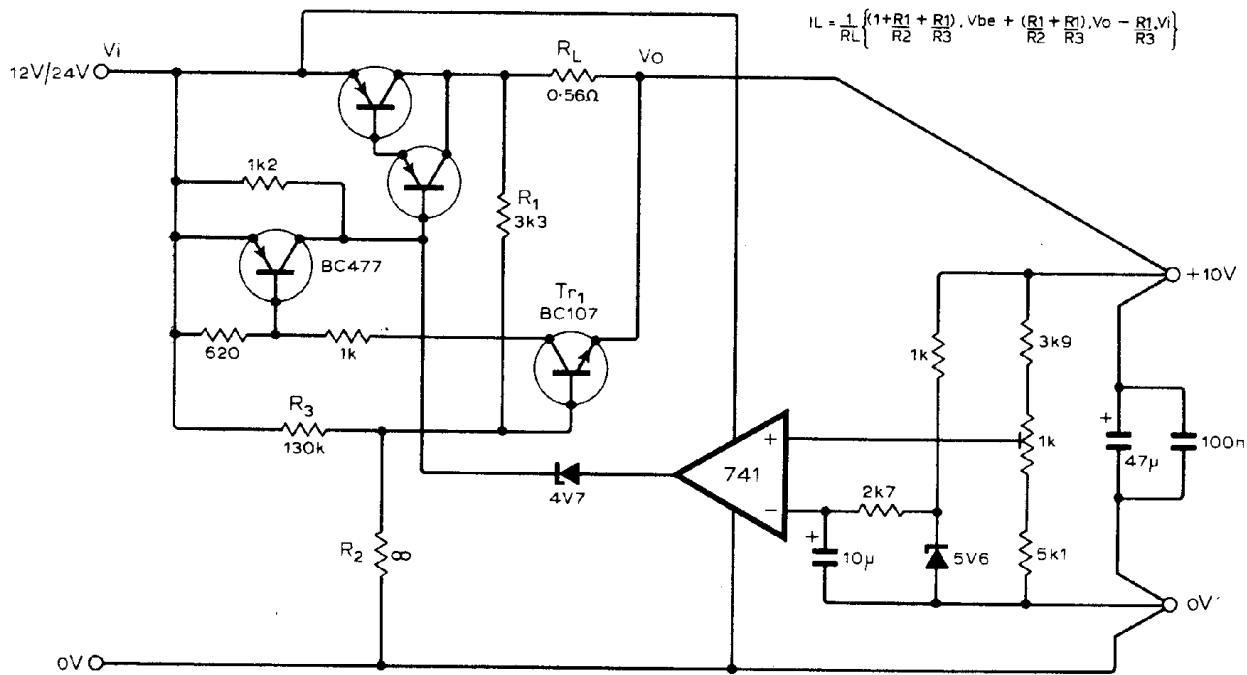 IL = 1/RL {(1+R1/R2 + R1/R3).Vbe + (R1/R2 + R1/R3).Vo − R1/R3.Vi}
Vi
12V/24V
RL
0·56Ω
Vo
1k2
R1
3k3
BC477
Tr1
BC107
+10V
620
1k
1k
3k9
R3
130k
+
1k
+
47µ
100n
741
4V7
−
2k7
R2
∞
+
10µ
5V6
5k1
0V
0V